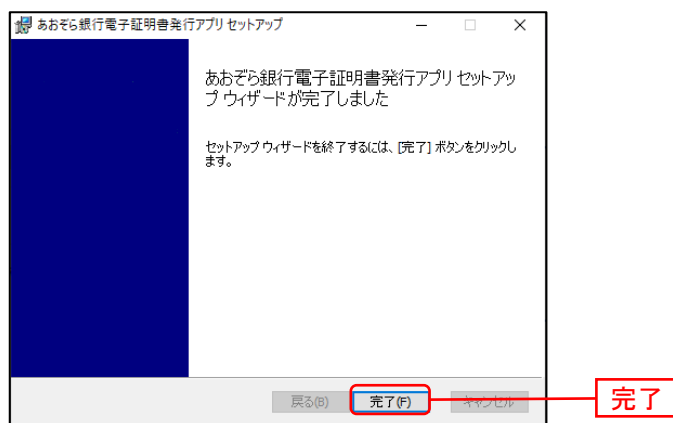 あおぞら銀行電子証明書発行アプリ セットアップ
あおぞら銀行電子証明書発行アプリ セットアッ
プ ウィザードが完了しました
セットアップ ウィザードを終了するには、[完了] ボタンをクリックし
ます。
戻る(B)
完了(F)
キャンセル
完了